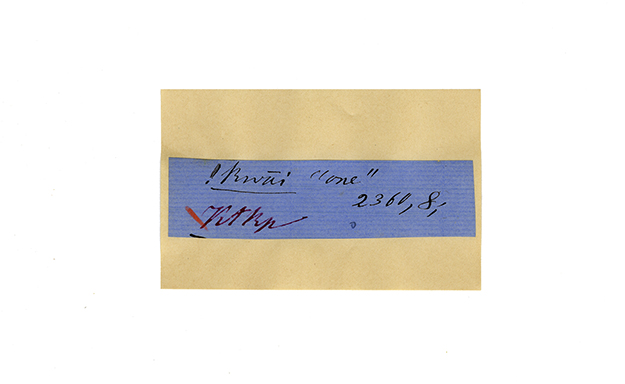 !kwāi "one"
2360, 8,